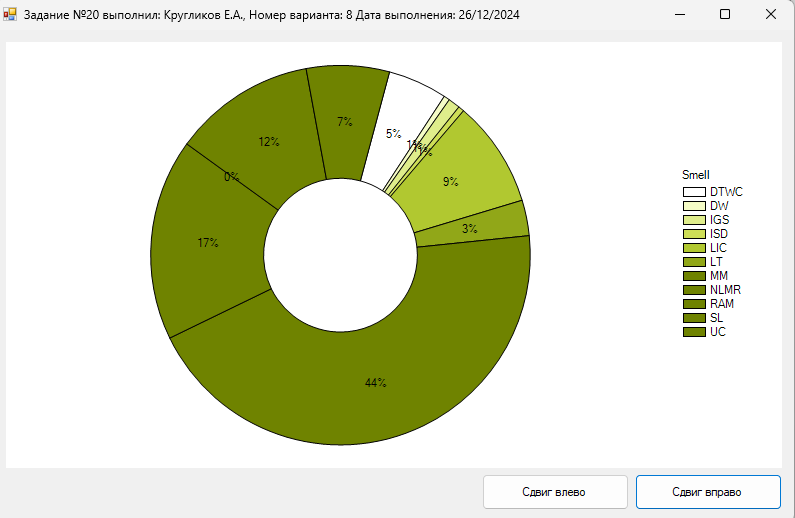 Задание №20 выполнил: Кругликов Е.А., Номер варианта: 8 Дата выполнения: 26/12/2024
7%
5%
12%
1%
1%
1%
0%
9%
17%
3%
44%
Smell
DTWC
DW
IGS
ISD
LIC
LT
MM
NLMR
RAM
SL
UC
Сдвиг влево
Сдвиг вправо